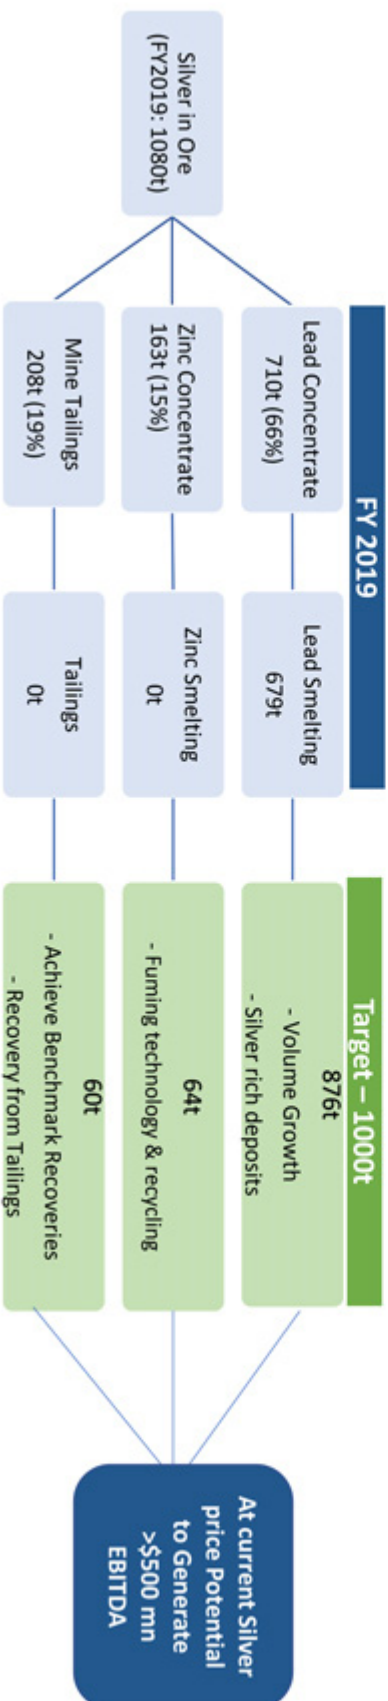 FY 2019
Target – 1000t
Silver in Ore
(FY2019: 1080t)
Lead Concentrate
710t (66%)
Lead Smelting
679t
876t
- Volume Growth
- Silver rich deposits
Zinc Concentrate
163t (15%)
Zinc Smelting
0t
64t
- Fuming technology & recycling
Mine Tailings
208t (19%)
Tailings
0t
60t
- Achieve Benchmark Recoveries
- Recovery from Tailings
At current Silver
price Potential
to Generate
>$500 mn
EBITDA